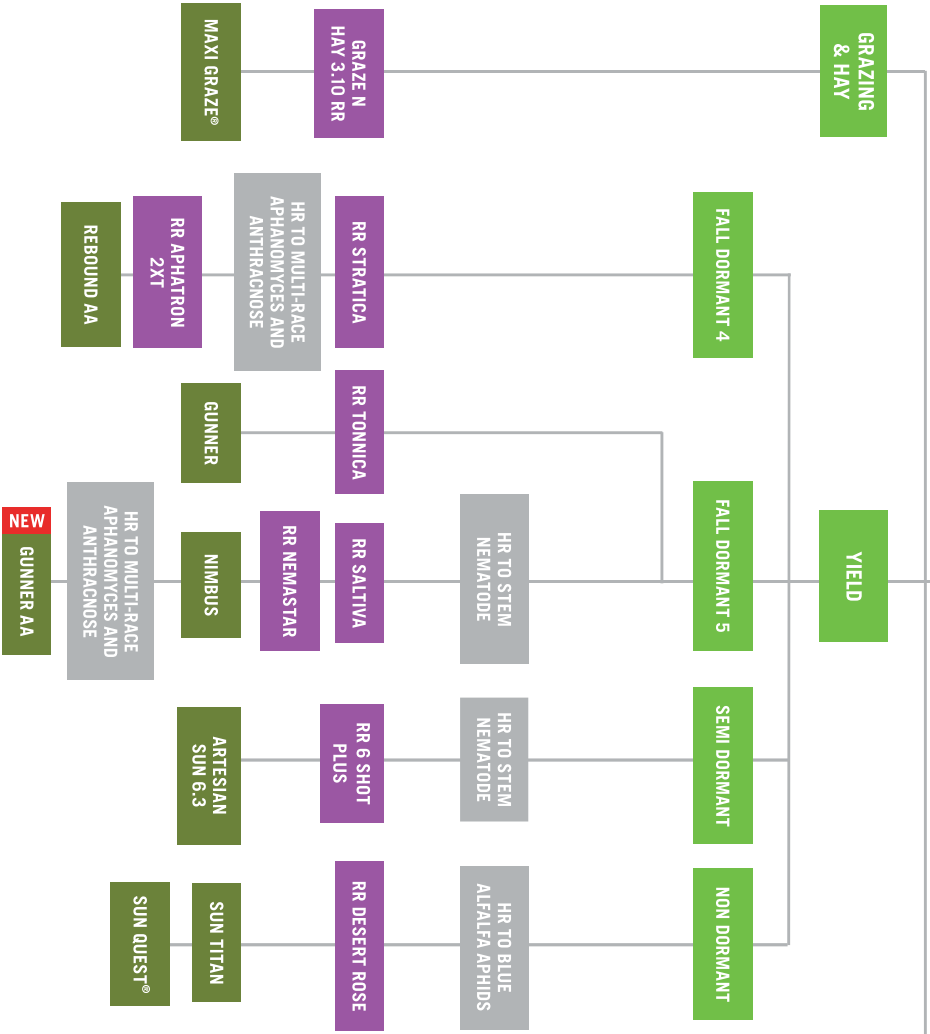 GRAZING
& HAY
GRAZE N
HAY 3.10 RR
MAXI GRAZE®
YIELD
FALL DORMANT 4
RR STRATICA
HR TO MULTI-RACE
APHANOMYCES AND
ANTHRACNOSE
RR APHATRON
2XT
REBOUND AA
FALL DORMANT 5
RR TONNICA
GUNNER
HR TO STEM
NEMATODE
RR SALTIVA
RR NEMASTAR
NIMBUS
HR TO MULTI-RACE
APHANOMYCES AND
ANTHRACNOSE
NEW
GUNNER AA
SEMI DORMANT
HR TO STEM
NEMATODE
RR 6 SHOT
PLUS
ARTESIAN
SUN 6.3
NON DORMANT
HR TO BLUE
ALFALFA APHIDS
RR DESERT ROSE
SUN TITAN
SUN QUEST®